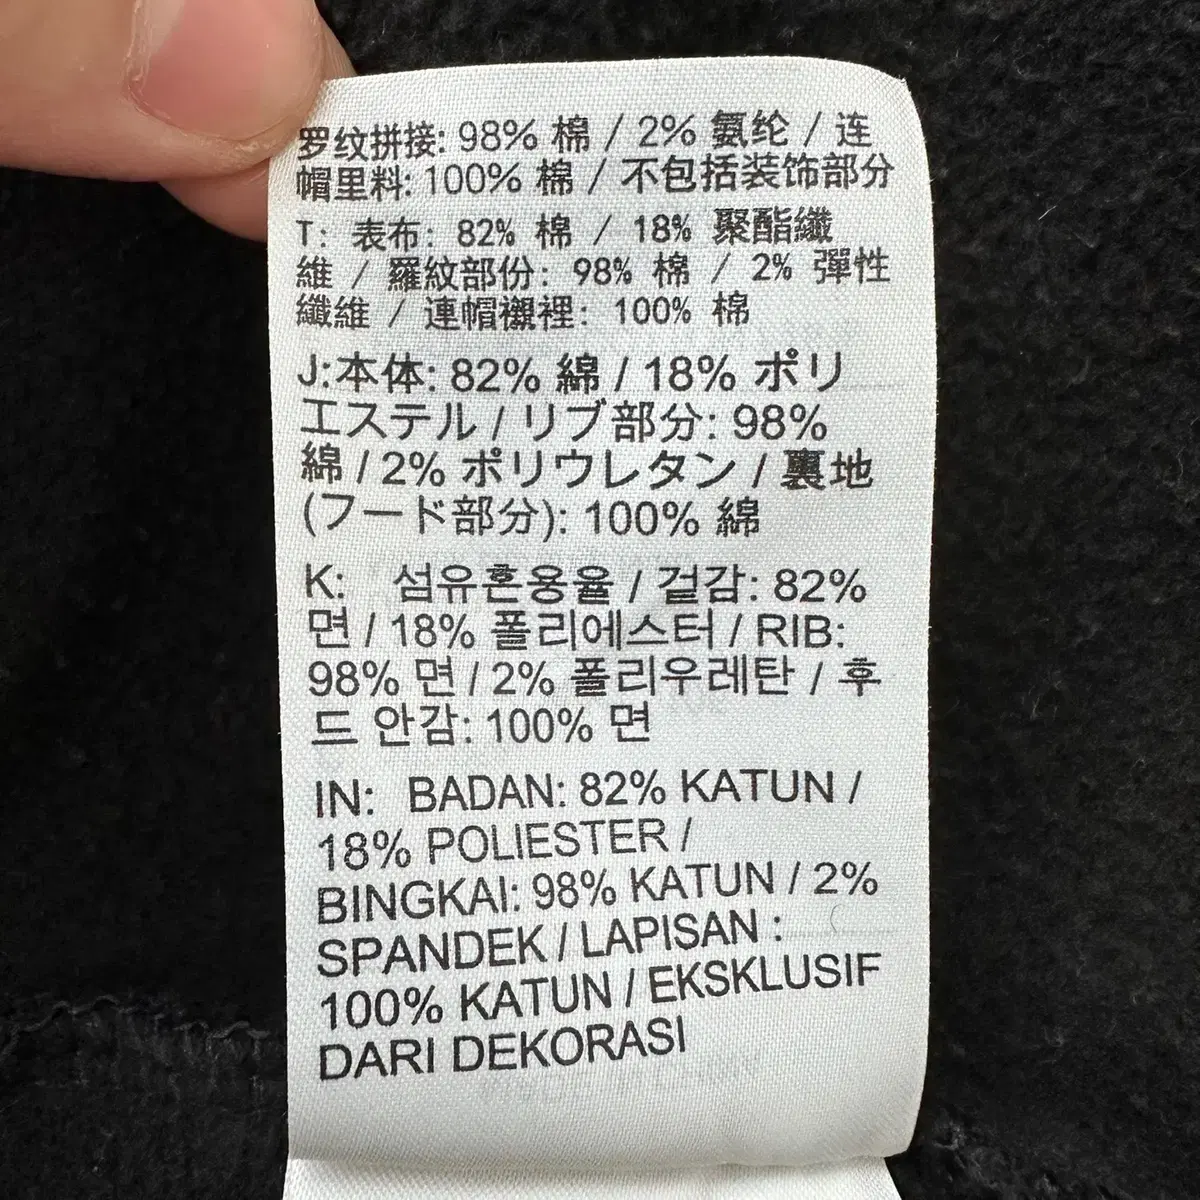 罗纹拼接: 98% 棉 / 2% 氨纶 / 连
帽里料: 100% 棉 / 不包括装饰部分
T: 表布: 82% 棉 / 18% 聚酯纖
維 / 羅紋部份: 98% 棉 / 2% 彈性
纖維 / 連帽襯裡: 100% 棉
J:本体: 82% 綿 / 18% ポリ
エステル / リブ部分: 98%
綿 / 2% ポリウレタン / 裏地
(フード部分): 100% 綿
K: 섬유혼용율 / 겉감: 82%
면 / 18% 폴리에스터 / RIB:
98% 면 / 2% 폴리우레탄 / 후
드 안감: 100% 면
IN: BADAN: 82% KATUN /
18% POLIESTER /
BINGKAI: 98% KATUN / 2%
SPANDEK / LAPISAN :
100% KATUN / EKSKLUSIF
DARI DEKORASI